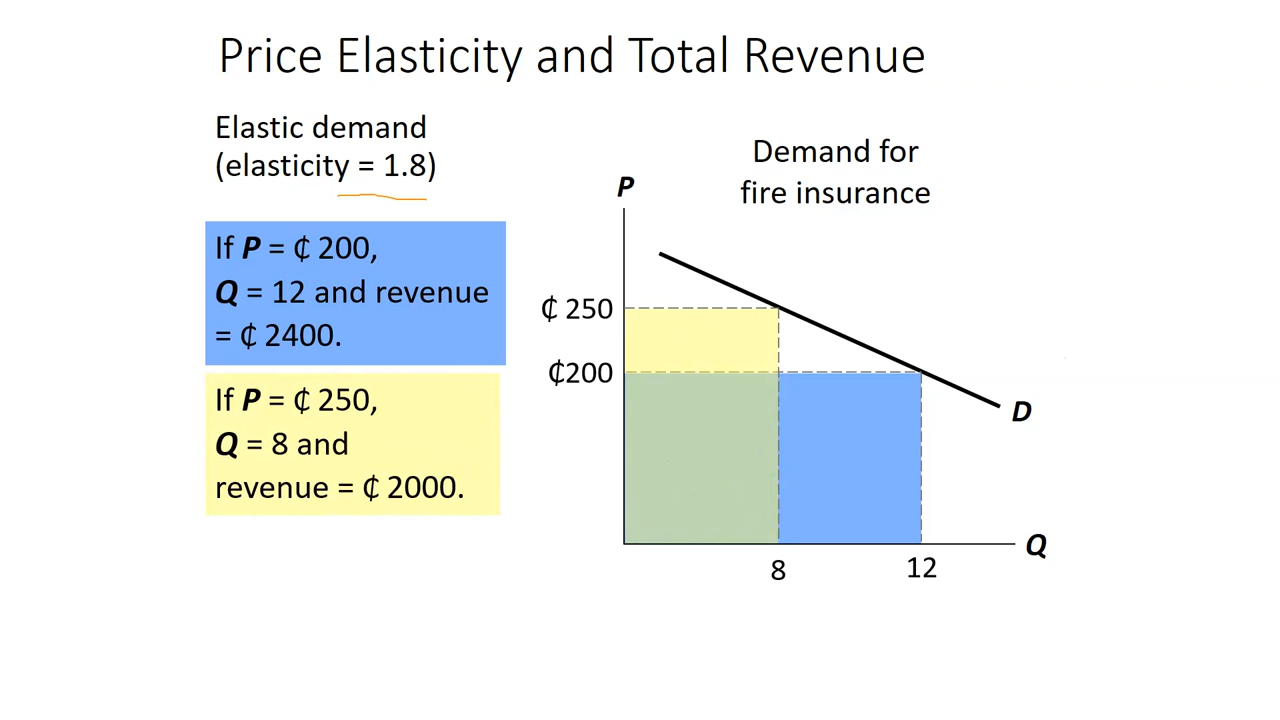 Price Elasticity and Total Revenue
Elastic demand
(elasticity = 1.8)
If P = ₵ 200,
Q = 12 and revenue
= ₵ 2400.
If P = ₵ 250,
Q = 8 and
revenue = ₵ 2000.
Demand for
fire insurance
P
₵ 250
₵200
D
Q
8
12